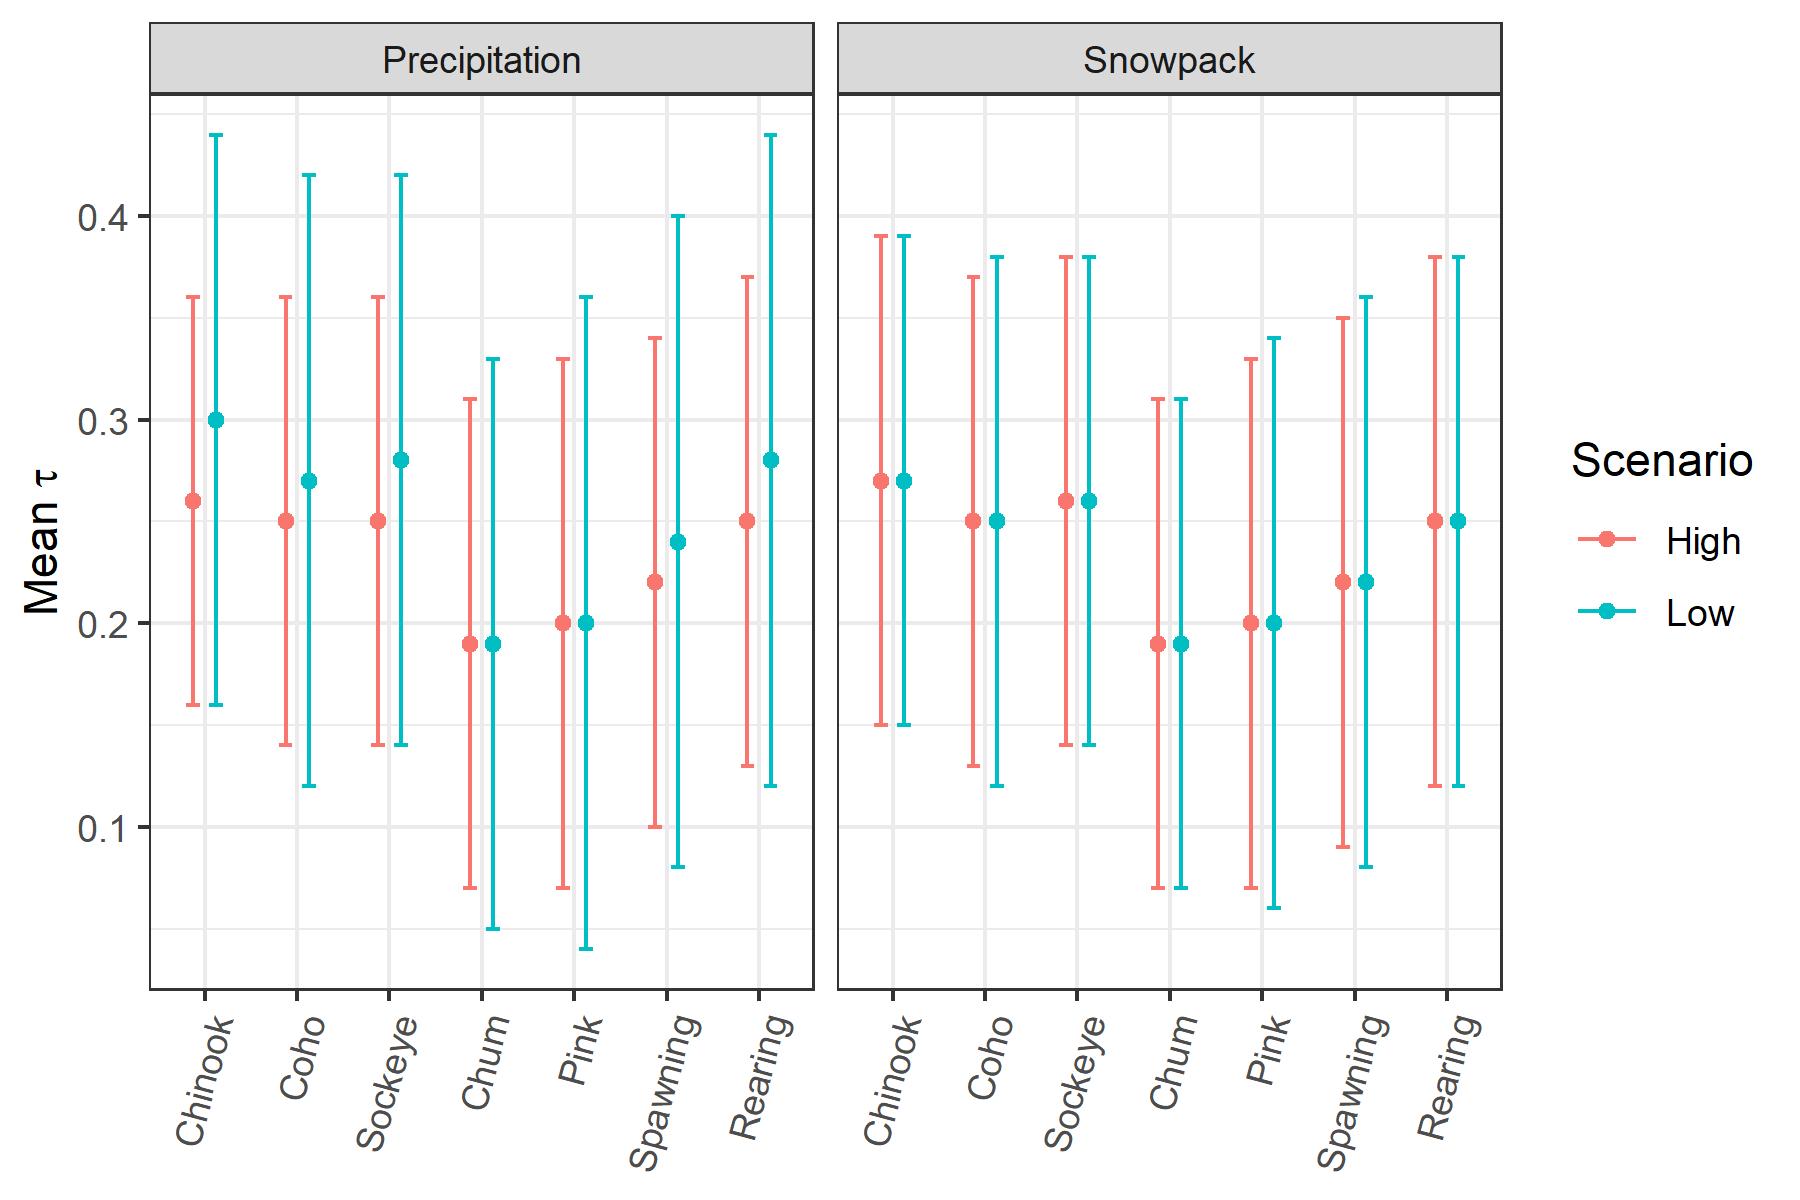 Precipitation
Snowpack
Mean τ
0.4
0.3
0.2
0.1
Chinook
Coho
Sockeye
Chum
Pink
Spawning
Rearing
Chinook
Coho
Sockeye
Chum
Pink
Spawning
Rearing
Scenario
High
Low